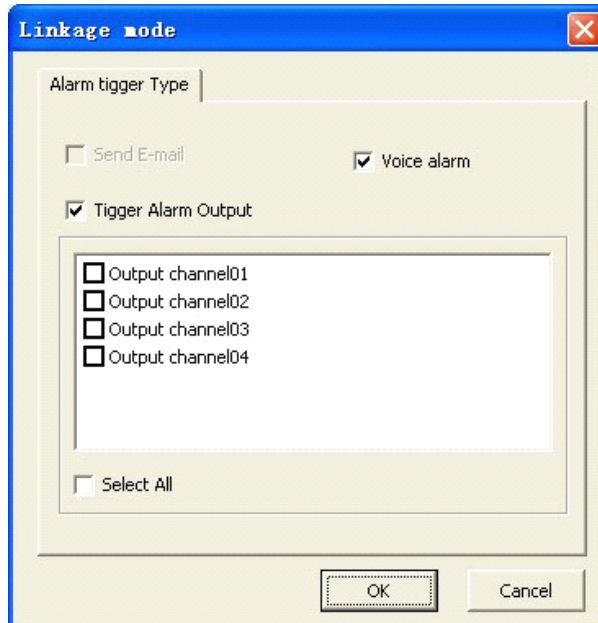 Linkage mode
Alarm tigger Type
Send E-mail
Voice alarm
Tigger Alarm Output
Output channel01
Output channel02
Output channel03
Output channel04
Select All
OK
Cancel